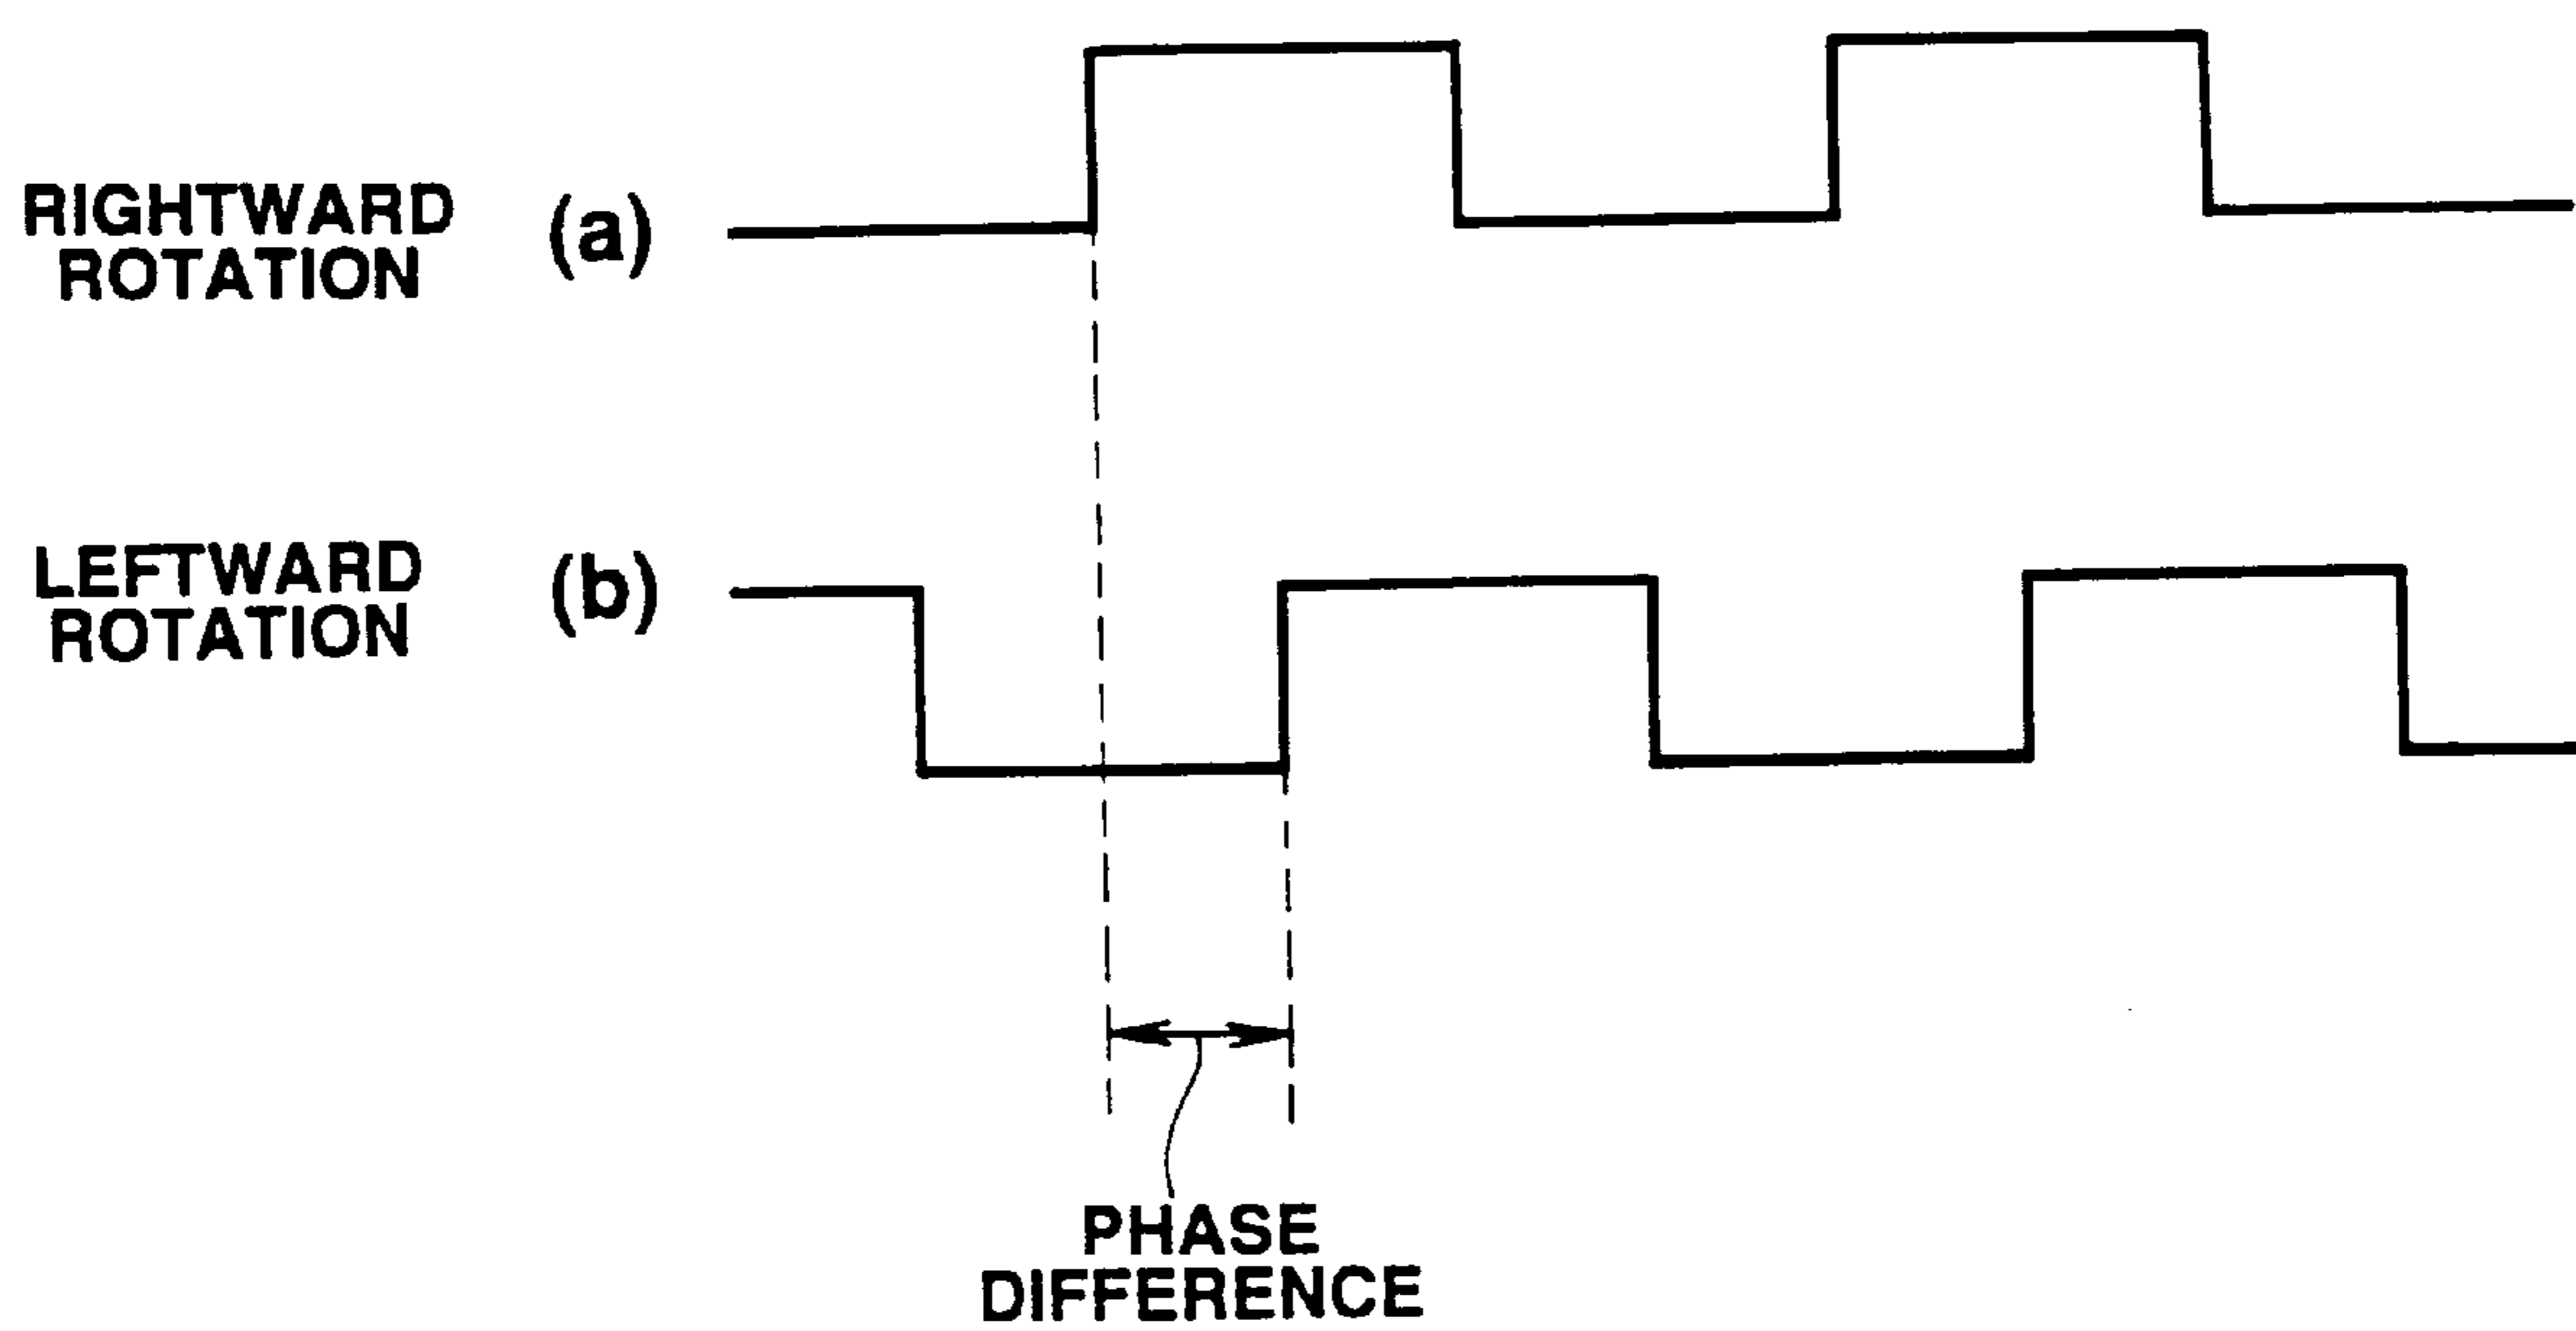 RIGHTWARD
ROTATION
(a)
LEFTWARD
ROTATION
(b)
PHASE
DIFFERENCE